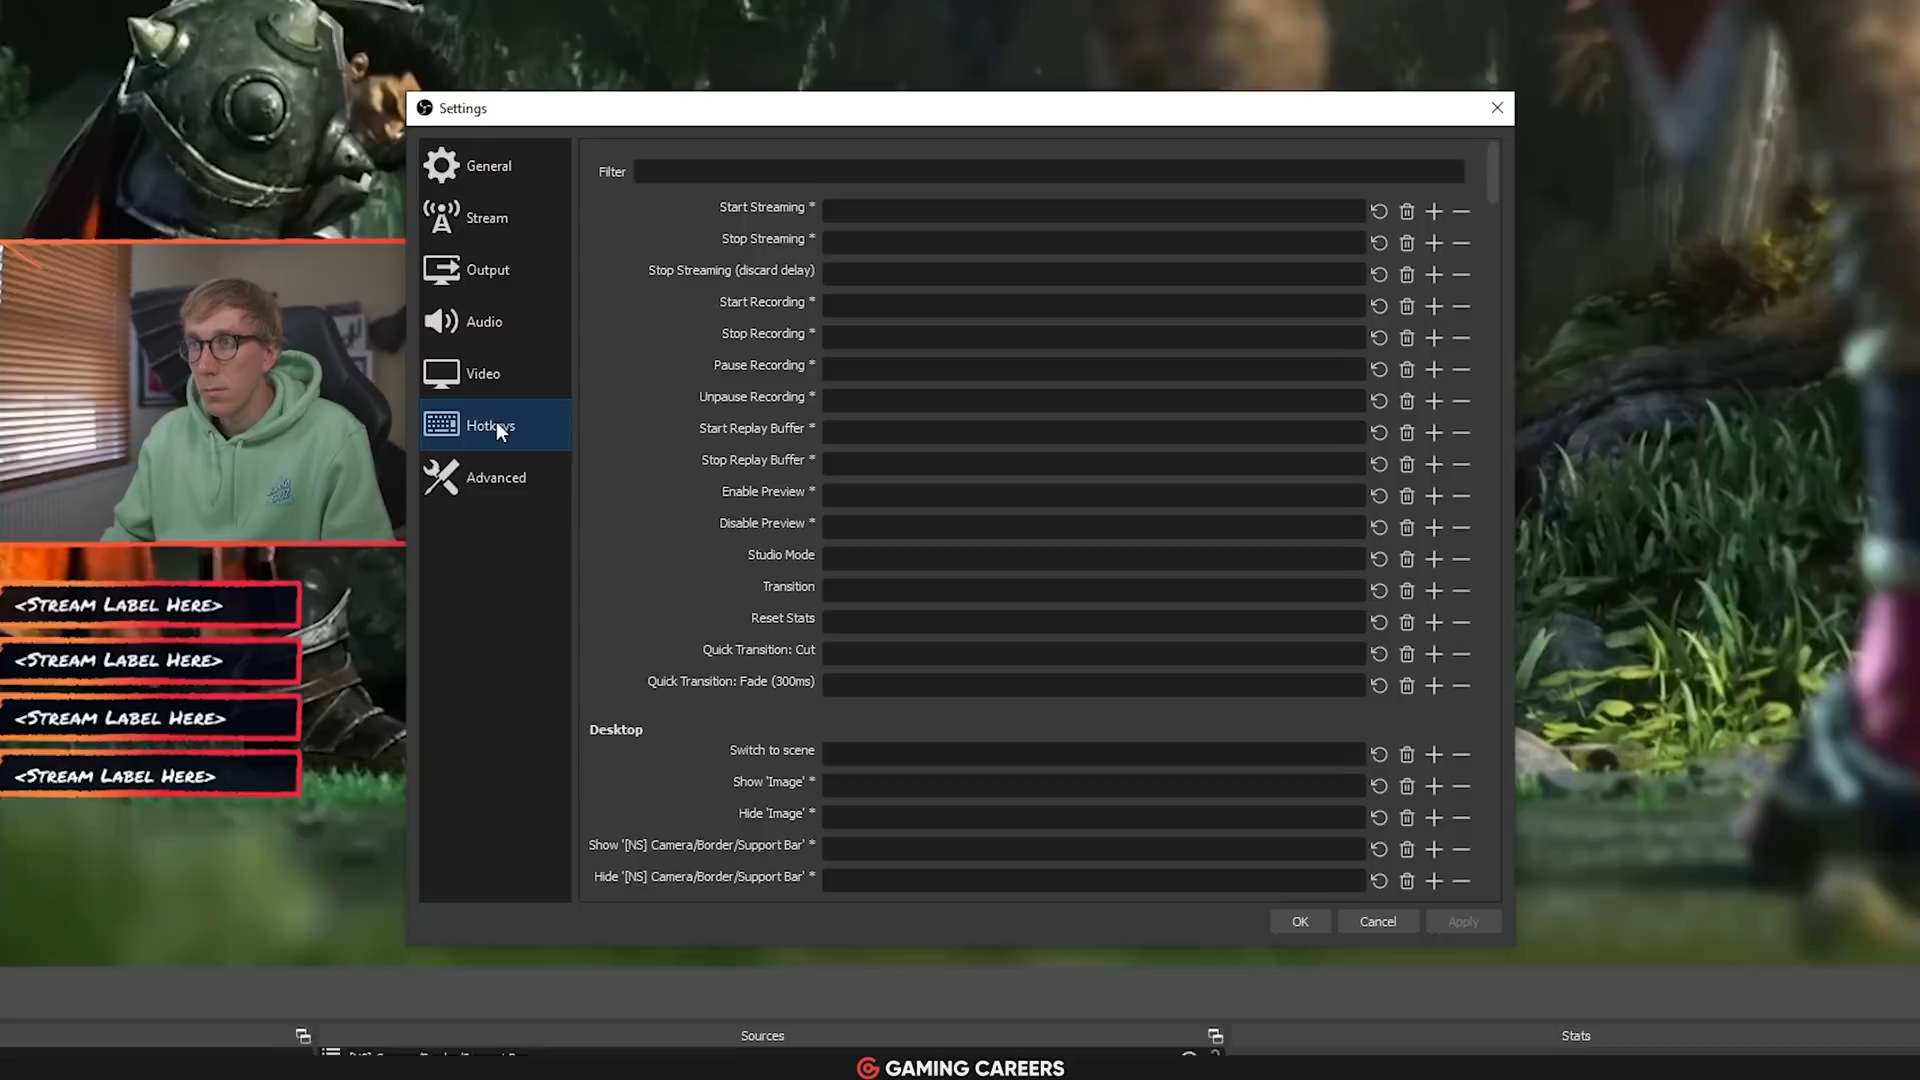 Settings
General
Stream
Output
Audio
Video
Hotkeys
Advanced
Filter
Start Streaming *
Stop Streaming *
Stop Streaming (discard delay)
Start Recording *
Stop Recording *
Pause Recording *
Unpause Recording *
Start Replay Buffer *
Stop Replay Buffer *
Enable Preview *
Disable Preview *
Studio Mode
Transition
Reset Stats
Quick Transition: Cut
Quick Transition: Fade (300ms)
Desktop
Switch to scene
Show 'Image' *
Hide 'Image' *
Show '[NS] Camera/Border/Support Bar' *
Hide '[NS] Camera/Border/Support Bar' *
OK
Cancel
Apply
<Stream Label Here>
<Stream Label Here>
<Stream Label Here>
<Stream Label Here>
Sources
Stats
GAMING CAREERS